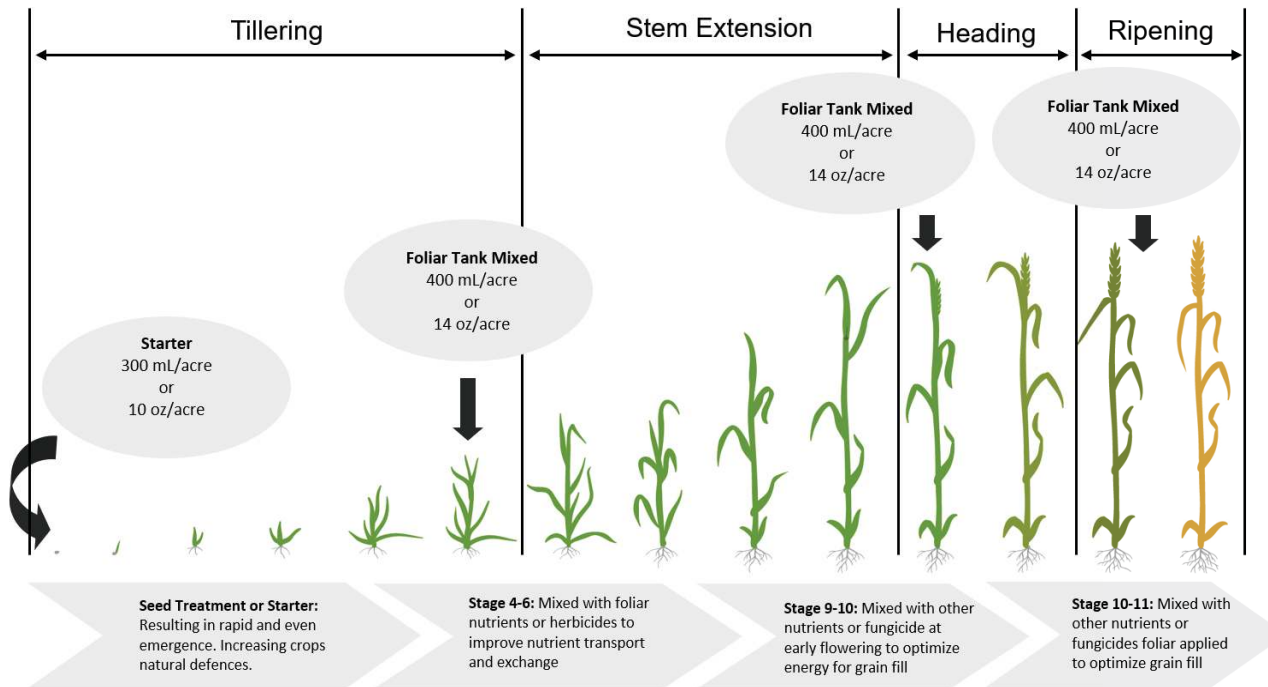 Tillering
Stem Extension
Heading
Ripening
Starter
300 mL/acre
or
10 oz/acre
Foliar Tank Mixed
400 mL/acre
or
14 oz/acre
Foliar Tank Mixed
400 mL/acre
or
14 oz/acre
Foliar Tank Mixed
400 mL/acre
or
14 oz/acre
Seed Treatment or Starter:
Resulting in rapid and even
emergence. Increasing crops
natural defences.
Stage 4-6: Mixed with foliar
nutrients or herbicides to
improve nutrient transport
and exchange
Stage 9-10: Mixed with other
nutrients or fungicide at
early flowering to optimize
energy for grain fill
Stage 10-11: Mixed with
other nutrients or
fungicides foliar applied
to optimize grain fill